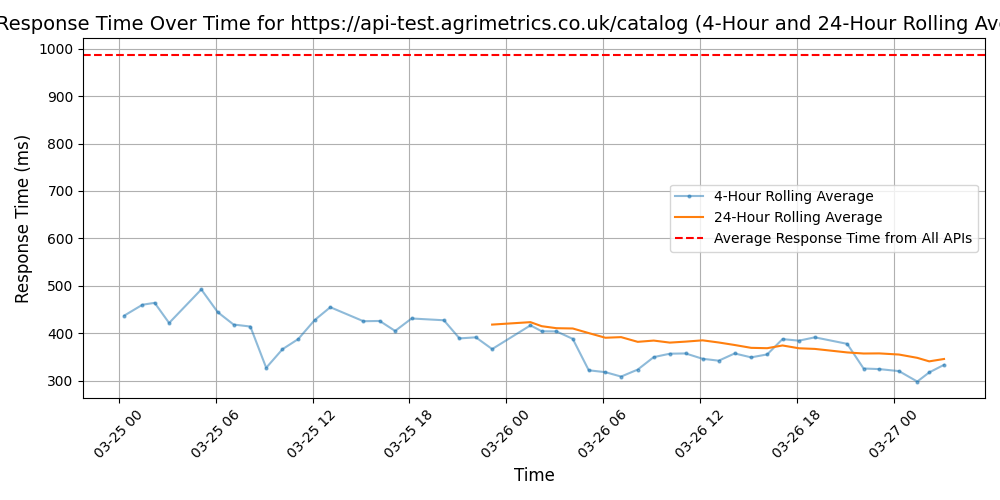 Response Time Over Time for https://api-test.agrimetrics.co.uk/catalog (4-Hour and 24-Hour Rolling
Response Time (ms)
1000
900
800
700
600
500
400
300
4-Hour Rolling Average
24-Hour Rolling Average
Average Response Time from All APIs
03-25 00
03-25 06
03-25 12
03-25 18
03-26 00
03-26 06
03-26 12
03-26 18
03-27 00
Time